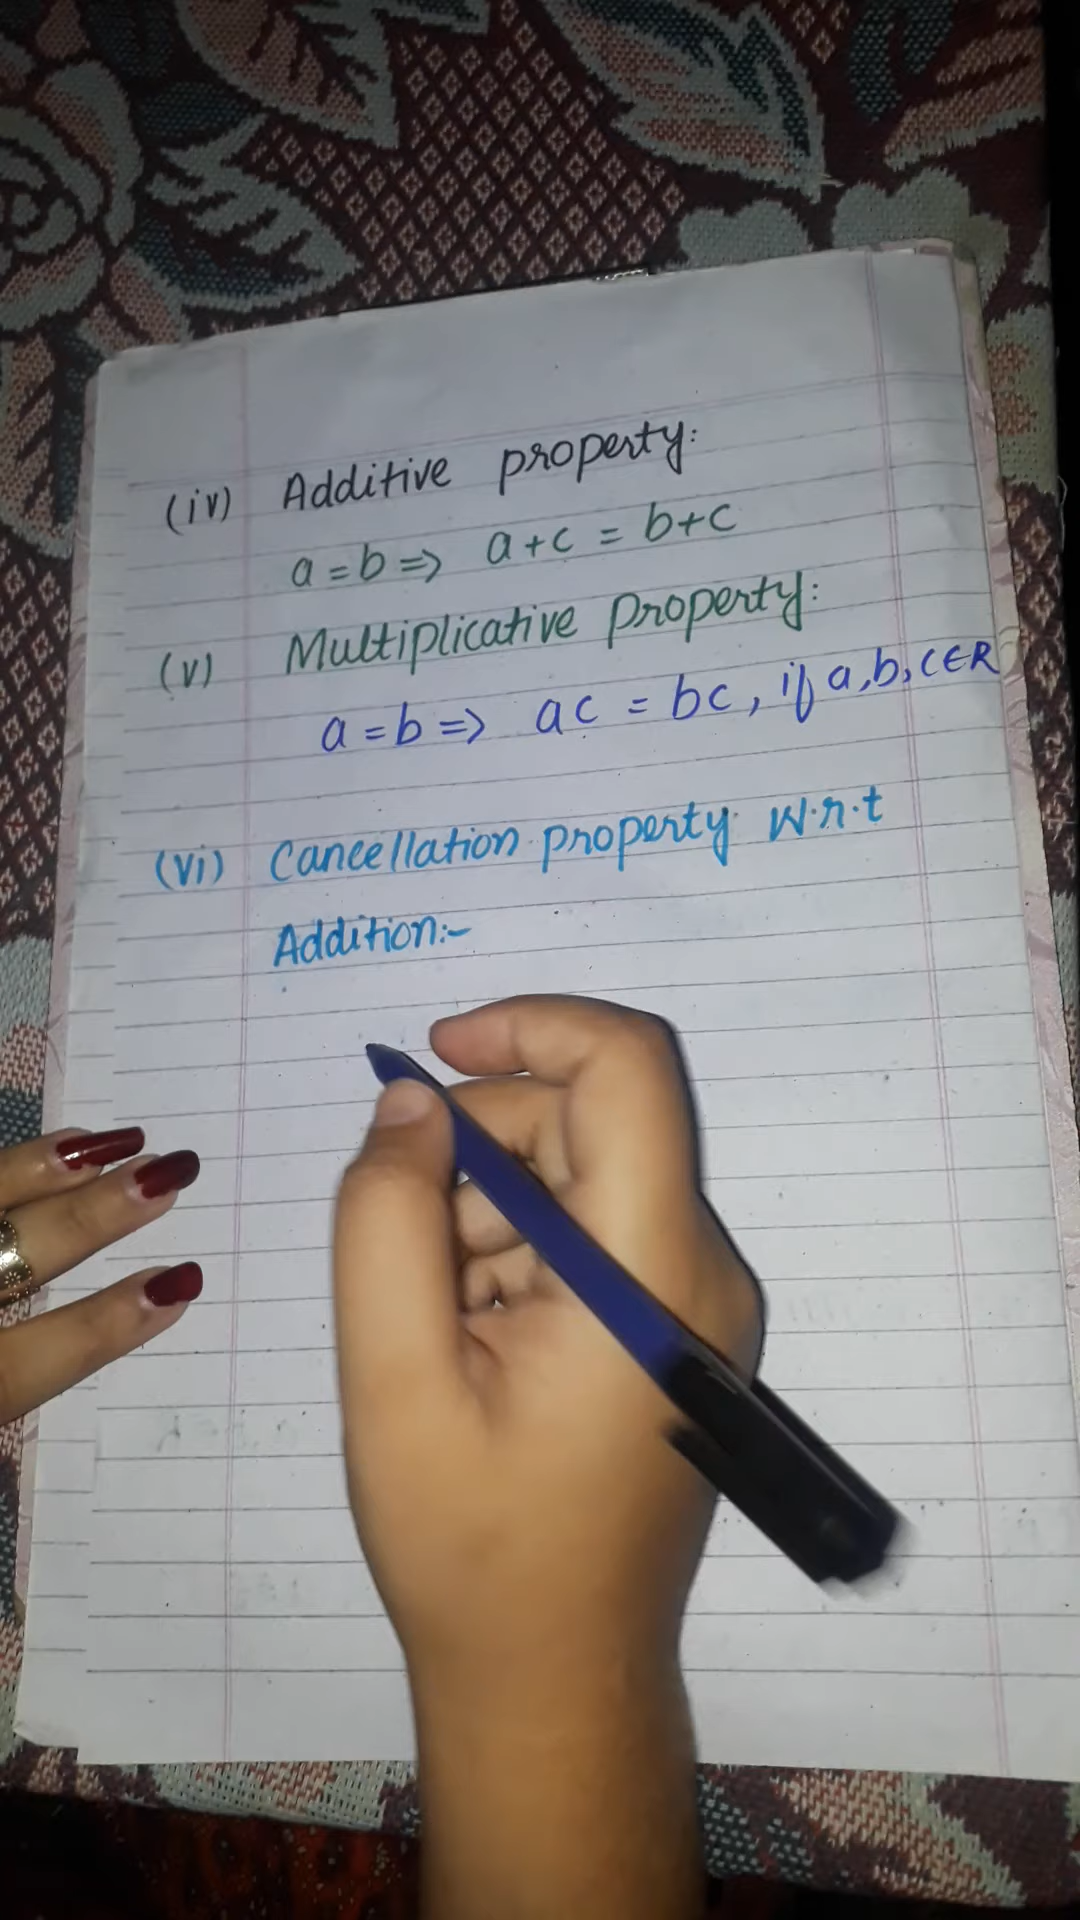 (iv) Additive property:
a = b => a + c = b + c
(v) Multiplicative property:
a = b => ac = bc, if a, b, c ∈ R
(vi) Cancellation property w.r.t
Addition:-